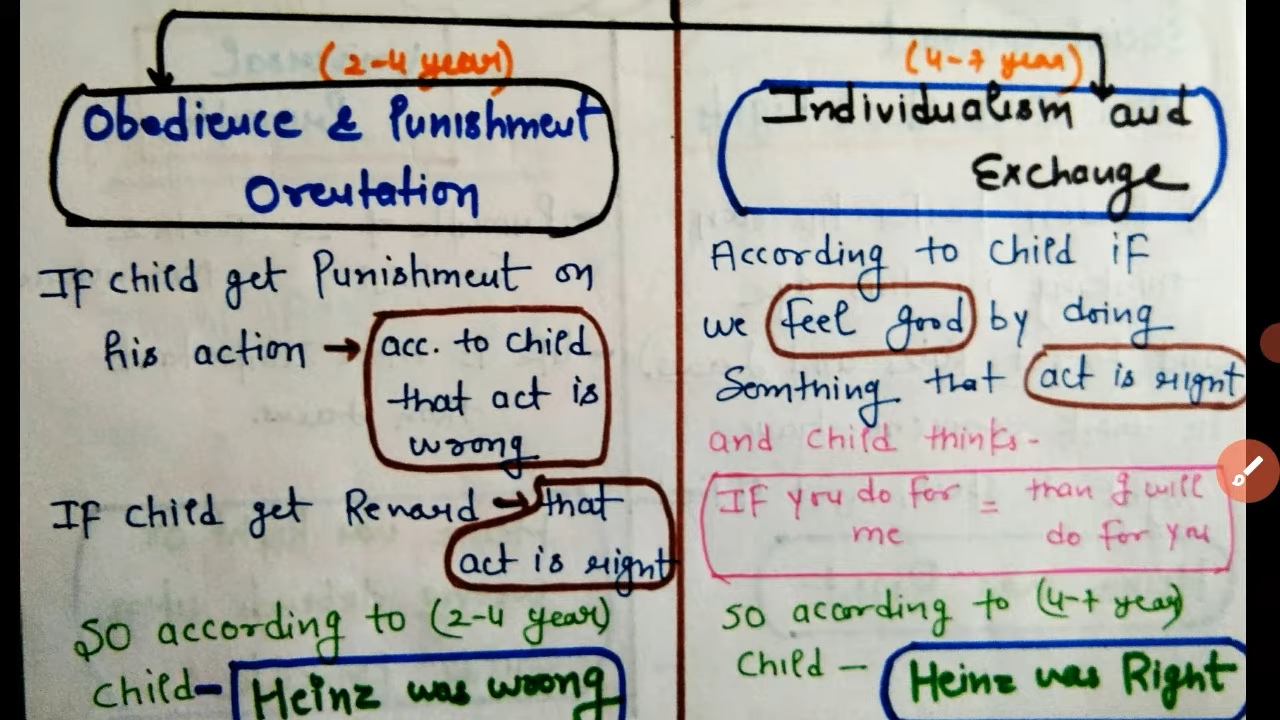 (2-4 year)
Obedience & Punishment
Orentation
IF child get Punishment on
his action → acc. to child
that act is
wrong
IF child get Reward → that
act is right
SO according to (2-4 year)
child- Heinz was wrong
(4-7 year)
Individualism and
Exchange
According to child iF
we feel good by doing
Somthing that act is right
and child thinks-
IF you do for = than I will
me do for you
SO according to (4-7 year)
child - Heinz was Right